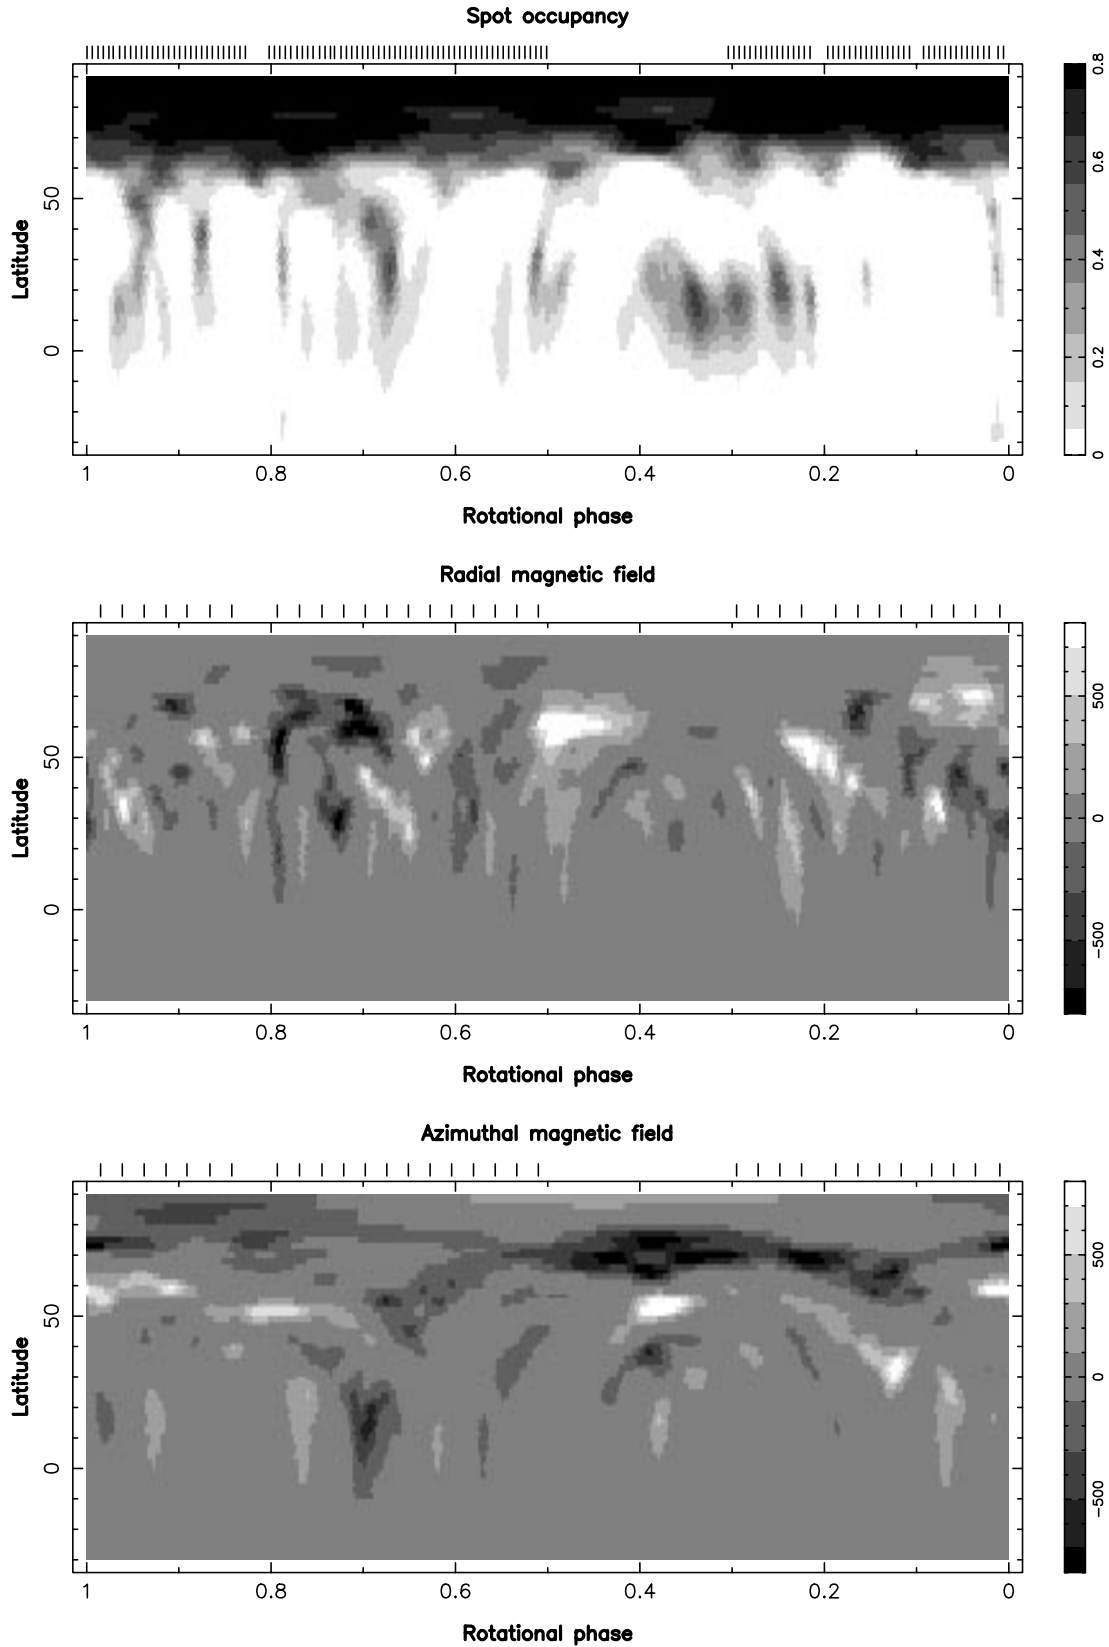 Spot occupancy
Latitude
50
0
1 0.8 0.6 0.4 0.2 0
Rotational phase
0 0.2 0.4 0.6 0.8
Radial magnetic field
Latitude
50
0
1 0.8 0.6 0.4 0.2 0
Rotational phase
−500 0 500
Azimuthal magnetic field
Latitude
50
0
1 0.8 0.6 0.4 0.2 0
Rotational phase
−500 0 500